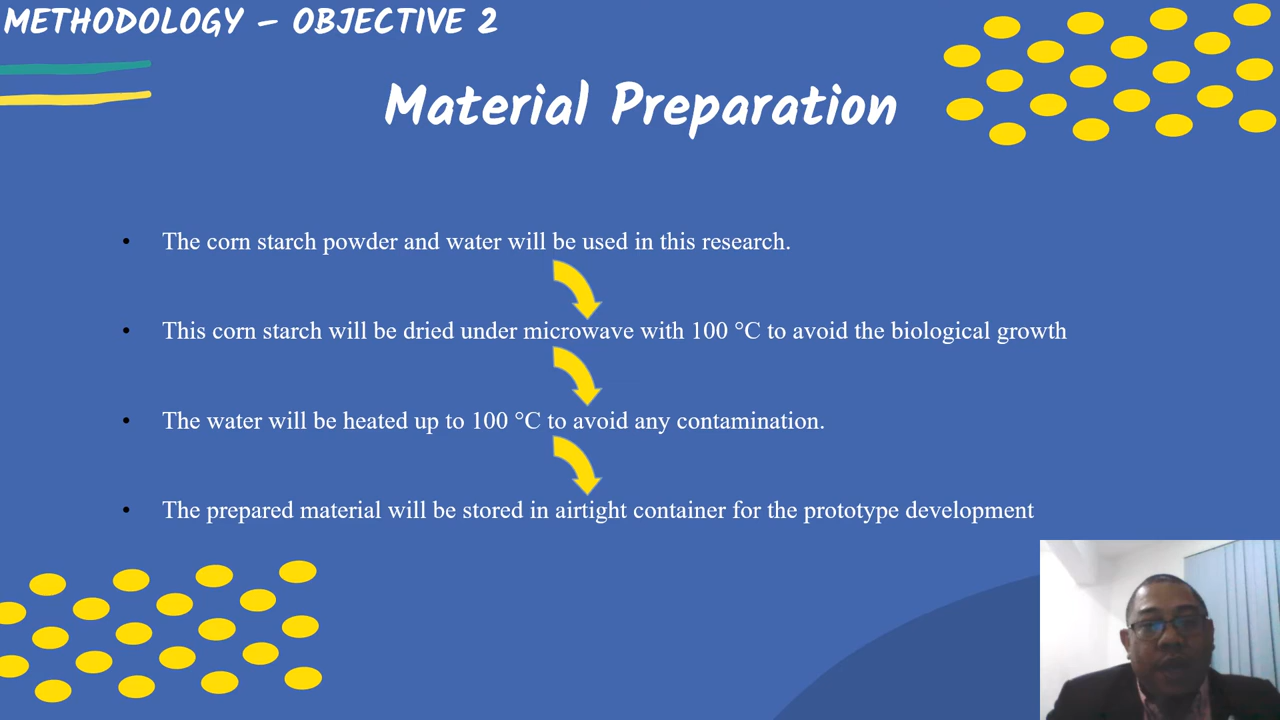 METHODOLOGY – OBJECTIVE 2
Material Preparation
• The corn starch powder and water will be used in this research.
• This corn starch will be dried under microwave with 100 °C to avoid the biological growth
• The water will be heated up to 100 °C to avoid any contamination.
• The prepared material will be stored in airtight container for the prototype development